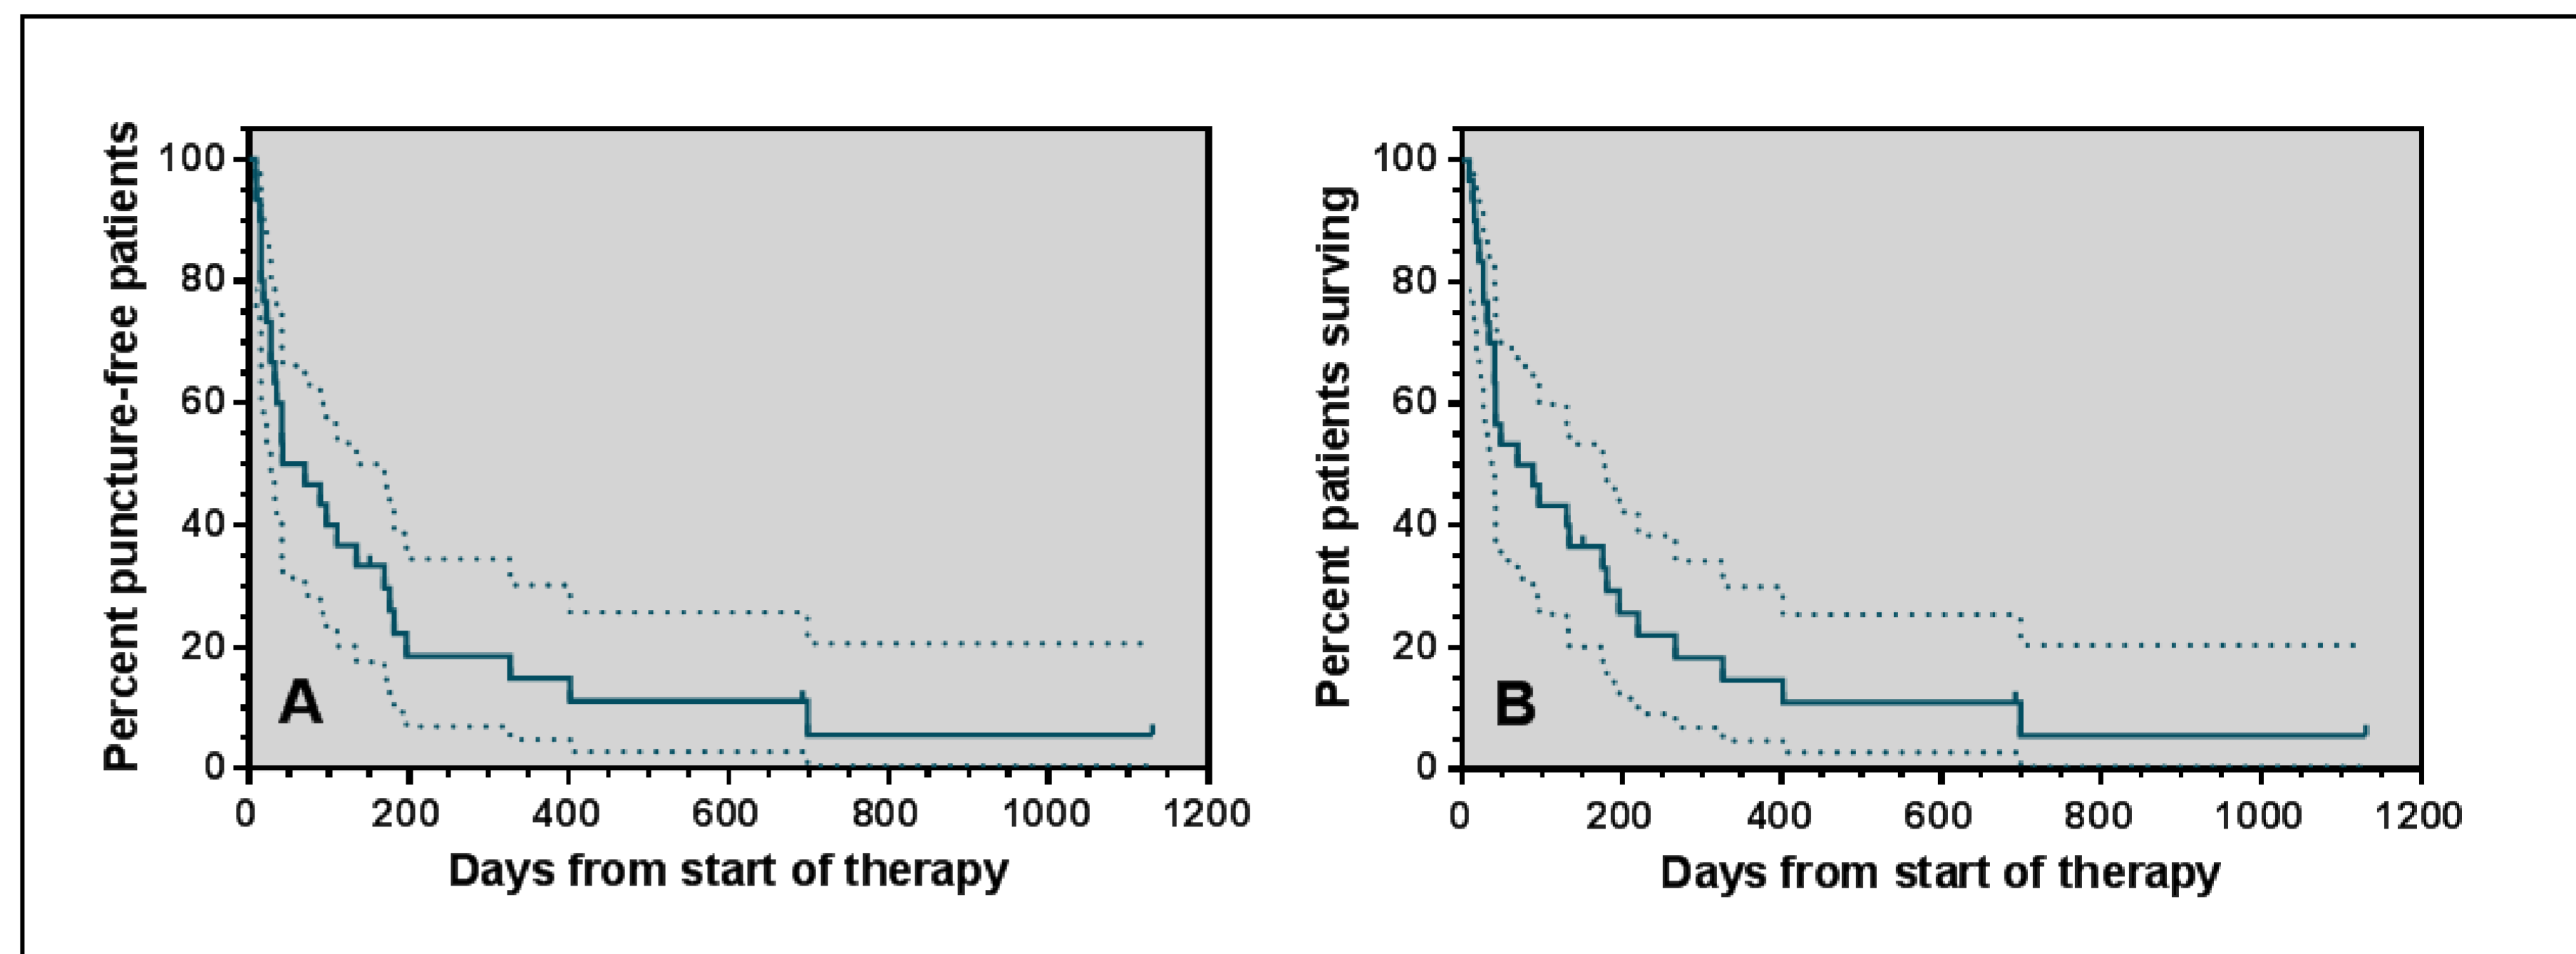 Percent puncture-free patients
100
80
60
40
20
0
A
0 200 400 600 800 1000 1200
Days from start of therapy
Percent patients surving
100
80
60
40
20
0
B
0 200 400 600 800 1000 1200
Days from start of therapy